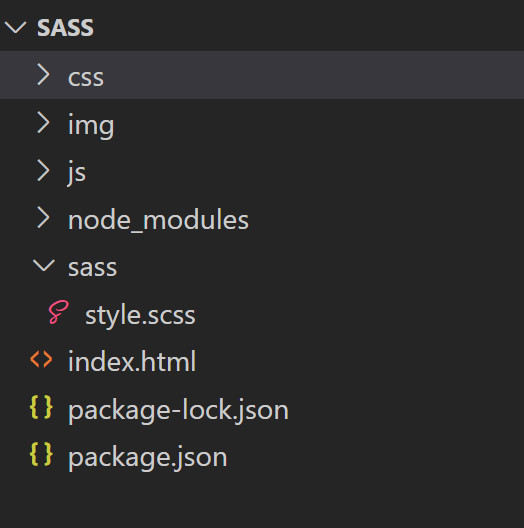 SASS
css
img
js
node_modules
sass
style.scss
index.html
package-lock.json
package.json